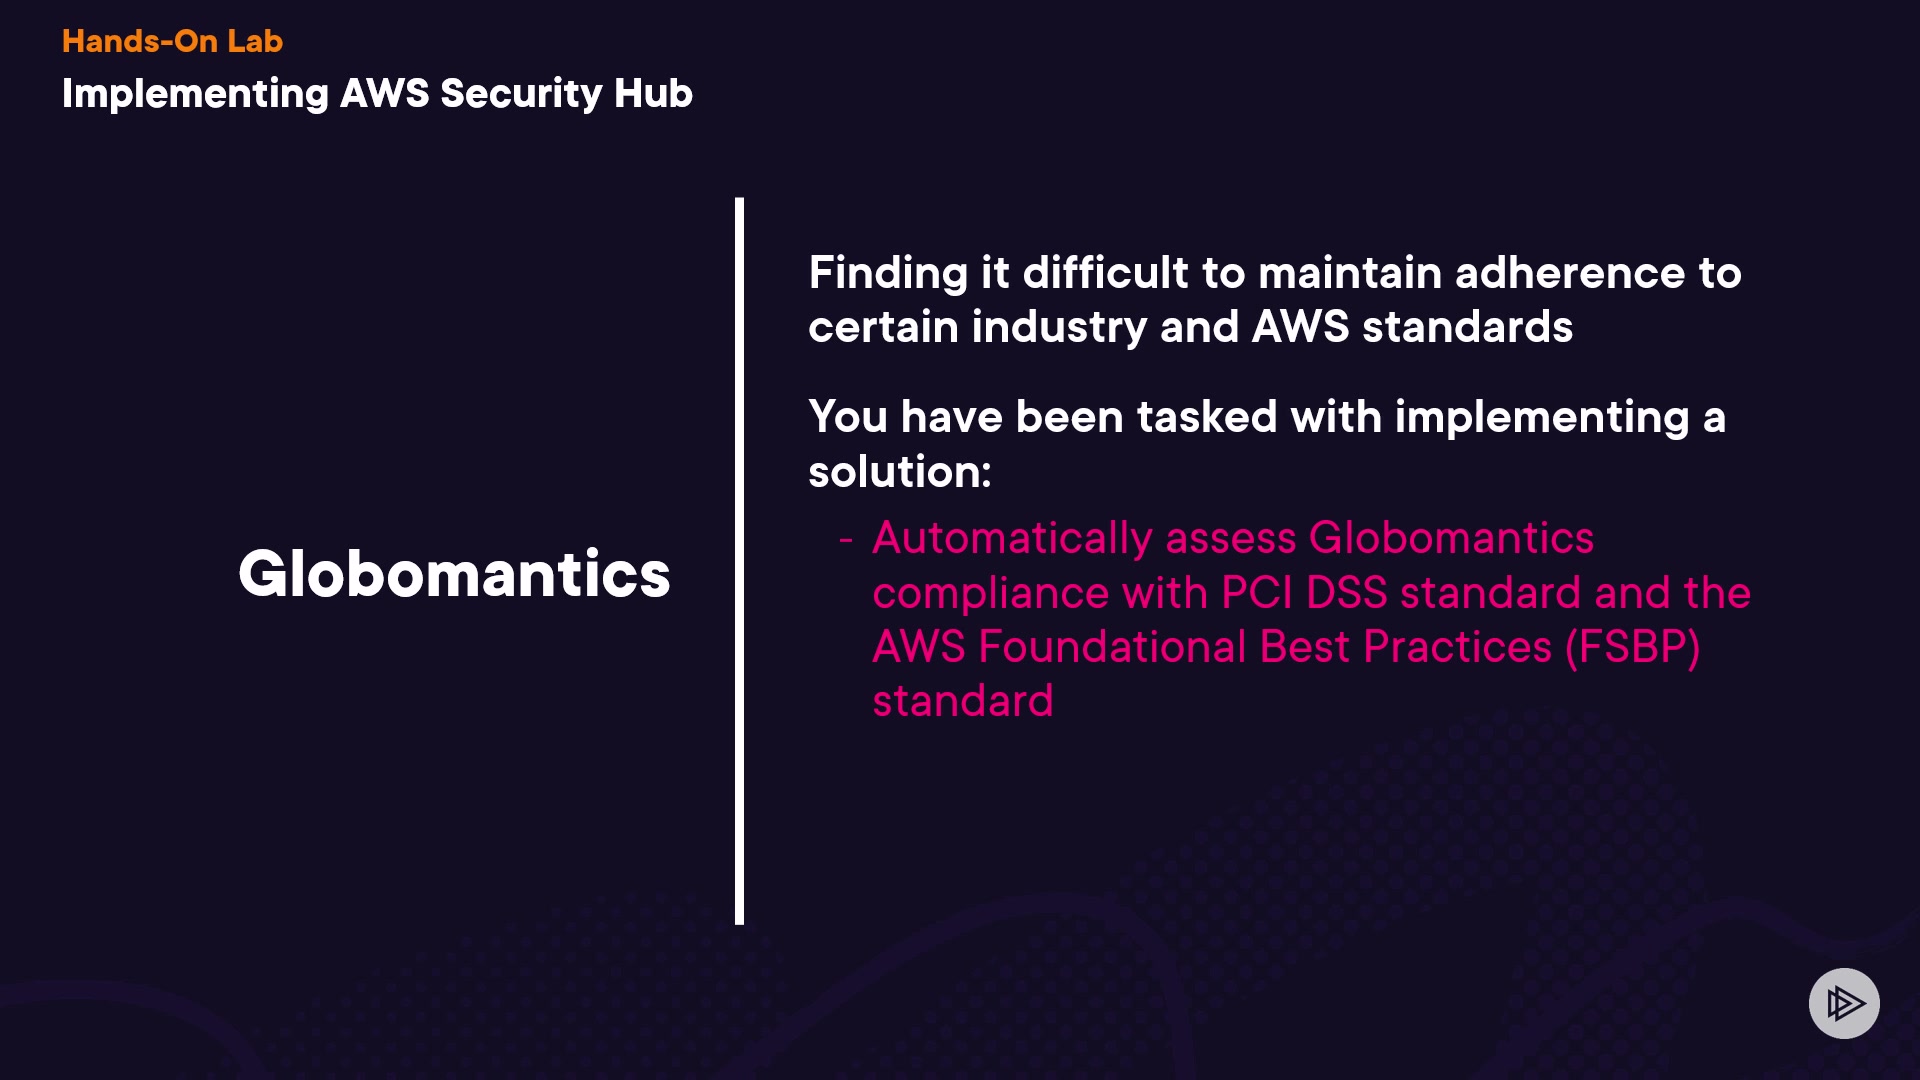 Hands-On Lab
Implementing AWS Security Hub
Globomantics
Finding it difficult to maintain adherence to
certain industry and AWS standards
You have been tasked with implementing a
solution:
- Automatically assess Globomantics
compliance with PCI DSS standard and the
AWS Foundational Best Practices (FSBP)
standard